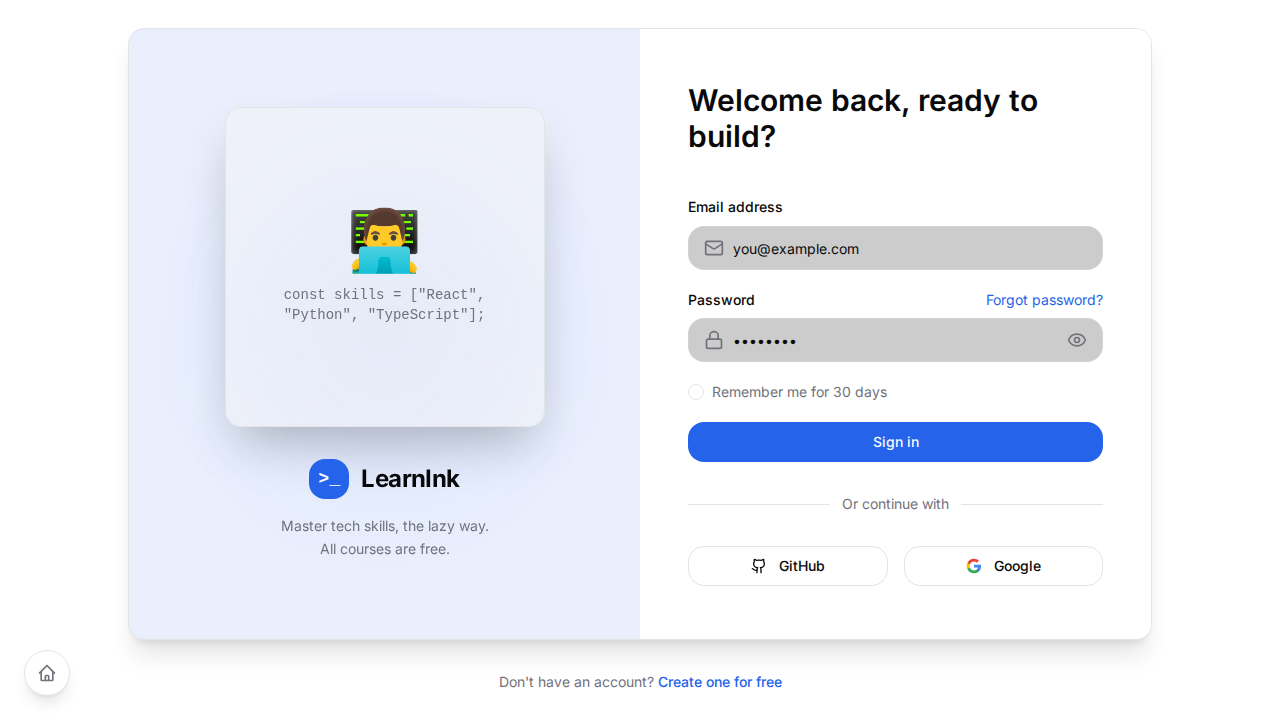 const skills = ["React",
"Python", "TypeScript"];
>_ LearnInk
Master tech skills, the lazy way.
All courses are free.
Welcome back, ready to
build?
Email address
you@example.com
Password Forgot password?
••••••••
Remember me for 30 days
Sign in
Or continue with
GitHub Google
Don't have an account? Create one for free